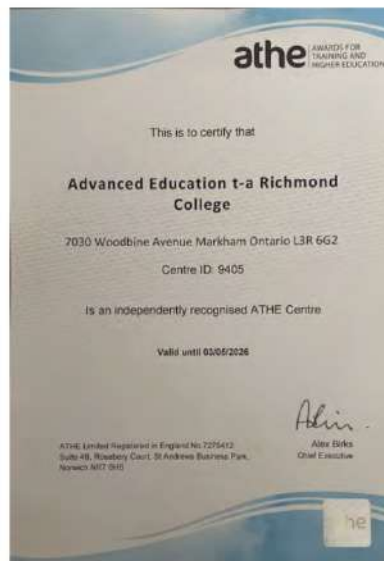 athe
AWARDS FOR
TRAINING AND
HIGHER EDUCATION
This is to certify that
Advanced Education t-a Richmond
College
7030 Woodbine Avenue Markham Ontario L3R 6G2
Centre ID: 9405
Is an independently recognised ATHE Centre
Valid until 03/05/2026
Alex Birks
Chief Executive
ATHE Limited Registered in England No 7276412
Suite 4B, Rosebery Court, St Andrews Business Park,
Norwich
he